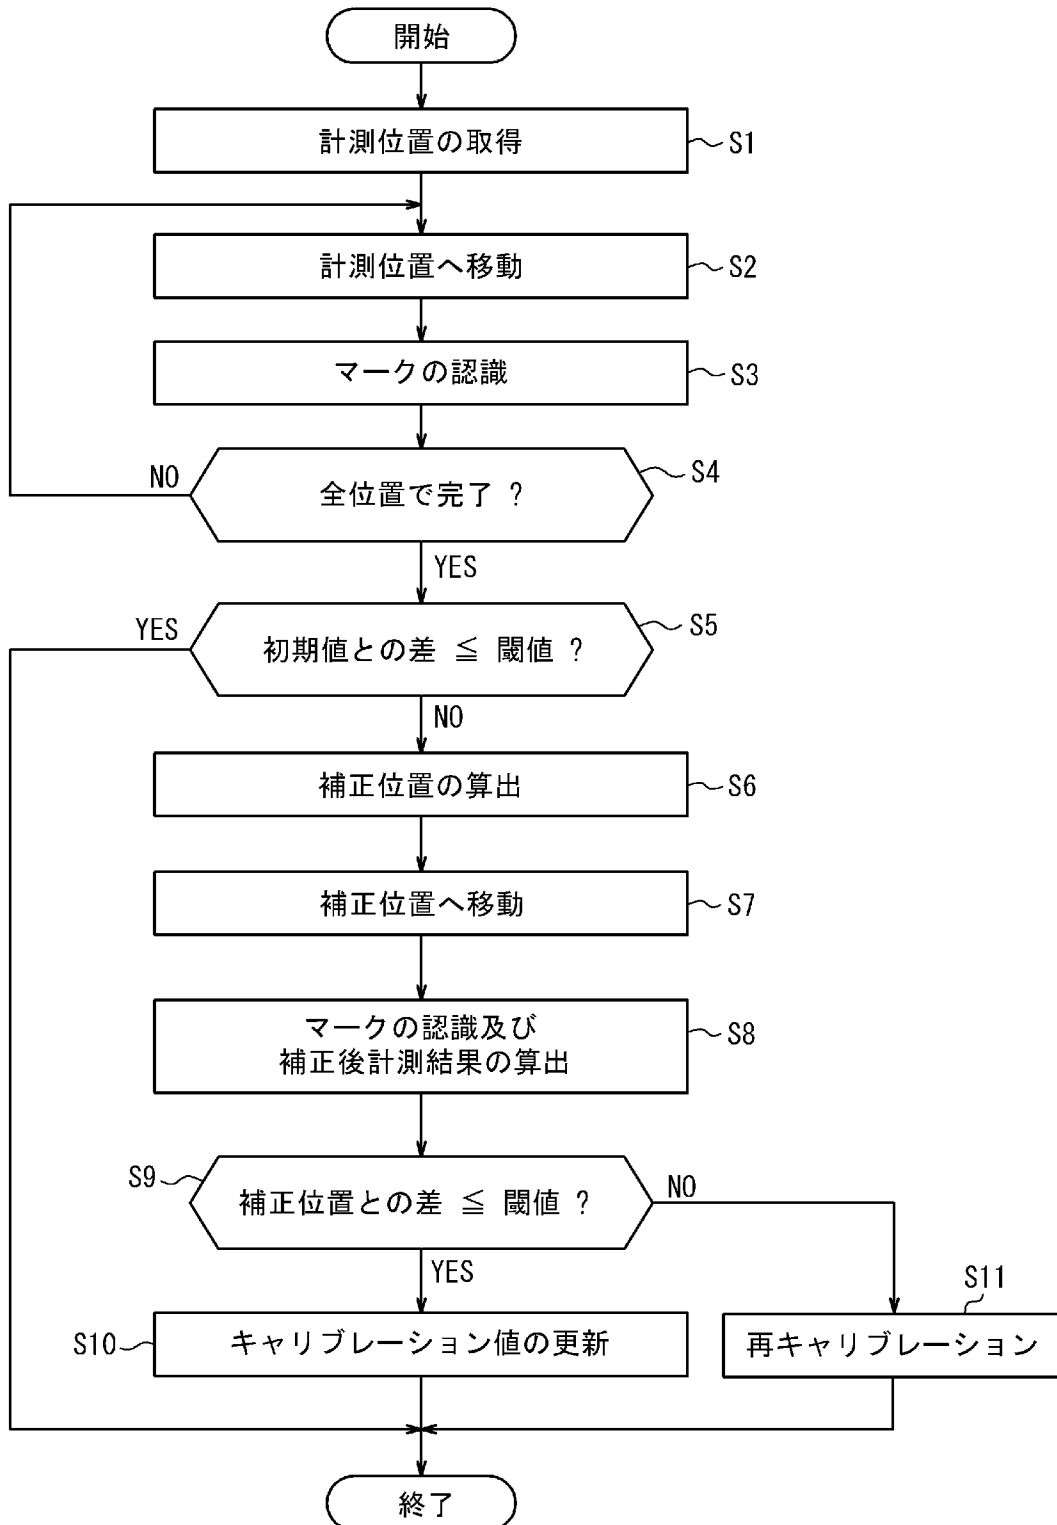 開始
計測位置の取得
S1
計測位置へ移動
S2
マークの認識
S3
S4
NO
全位置で完了 ?
YES
S5
YES
初期値との差 ≦ 閾値 ?
NO
補正位置の算出
S6
補正位置へ移動
S7
マークの認識及び
補正後計測結果の算出
S8
S9
補正位置との差 ≦ 閾値 ?
NO
YES
S11
S10
キャリブレーション値の更新
再キャリブレーション
終了